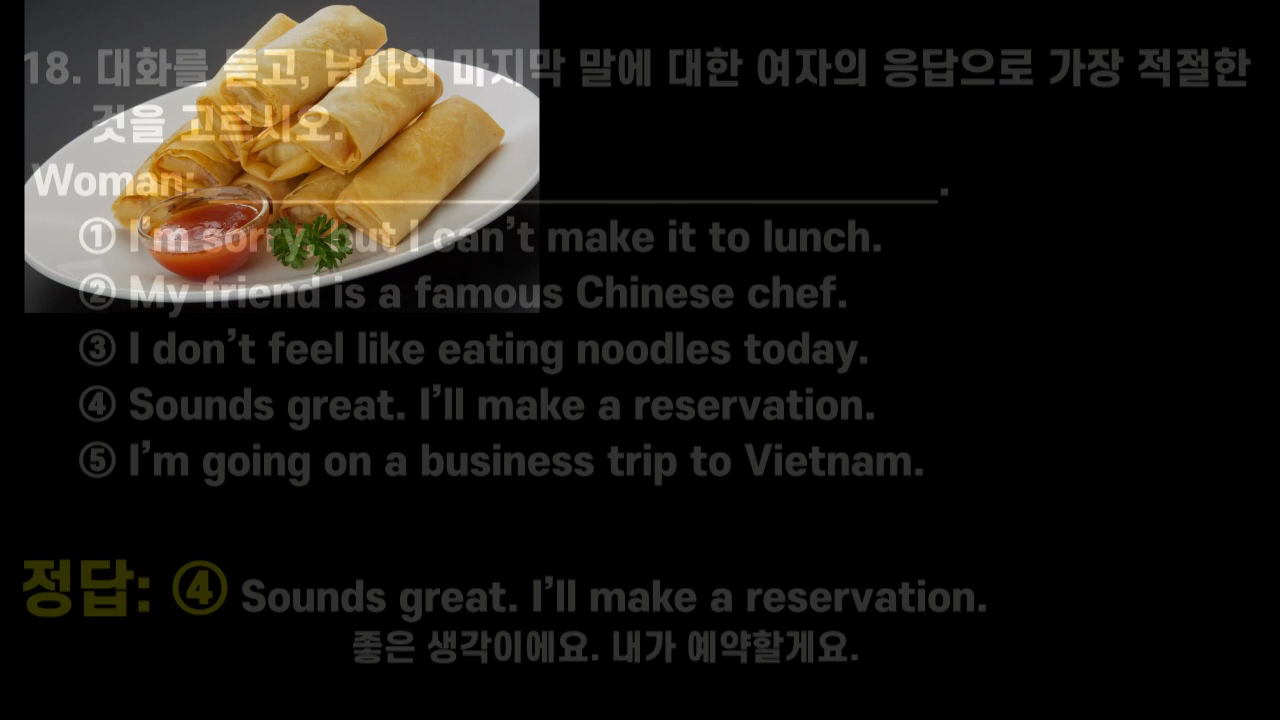 18. 대화를 듣고, 남자의 마지막 말에 대한 여자의 응답으로 가장 적절한
것을 고르시오.
Woman: ______________________________.
① I'm sorry, but I can't make it to lunch.
② My friend is a famous Chinese chef.
③ I don't feel like eating noodles today.
④ Sounds great. I'll make a reservation.
⑤ I'm going on a business trip to Vietnam.
정답: ④ Sounds great. I'll make a reservation.
좋은 생각이에요. 내가 예약할게요.